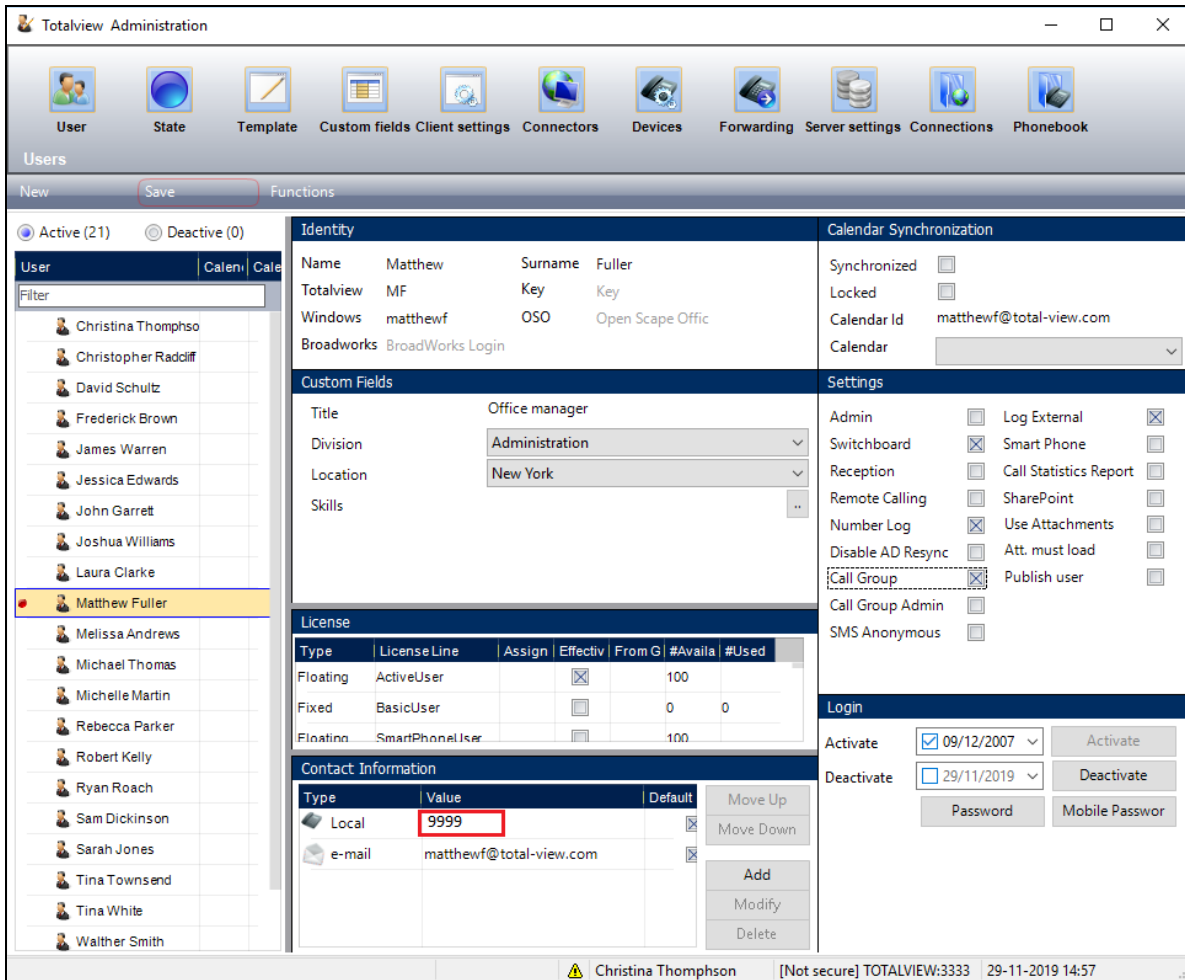 Totalview Administration
User State Template Custom fields Client settings Connectors Devices Forwarding Server settings Connections Phonebook
Users
New Save Functions
Active (21) Deactive (0)
User Calen Cale
Filter
Christina Thomphso
Christopher Radcliff
David Schultz
Frederick Brown
James Warren
Jessica Edwards
John Garrett
Joshua Williams
Laura Clarke
Matthew Fuller
Melissa Andrews
Michael Thomas
Michelle Martin
Rebecca Parker
Robert Kelly
Ryan Roach
Sam Dickinson
Sarah Jones
Tina Townsend
Tina White
Walther Smith
Identity
Name Matthew Surname Fuller
Totalview MF Key Key
Windows matthewf OSO Open Scape Offic
Broadworks BroadWorks Login
Custom Fields
Title Office manager
Division Administration
Location New York
Skills ..
License
Type License Line Assign Effectiv From G #Availa #Used
Floating ActiveUser 100
Fixed BasicUser 0 0
Floating SmartPhoneUser 100
Contact Information
Type Value Default
Local 9999
e-mail matthewf@total-view.com
Move Up
Move Down
Add
Modify
Delete
Calendar Synchronization
Synchronized
Locked
Calendar Id matthewf@total-view.com
Calendar
Settings
Admin Log External
Switchboard Smart Phone
Reception Call Statistics Report
Remote Calling SharePoint
Number Log Use Attachments
Disable AD Resync Att. must load
Call Group Publish user
Call Group Admin
SMS Anonymous
Login
Activate 09/12/2007 Activate
Deactivate 29/11/2019 Deactivate
Password Mobile Passwor
Christina Thomphson [Not secure] TOTALVIEW:3333 29-11-2019 14:57